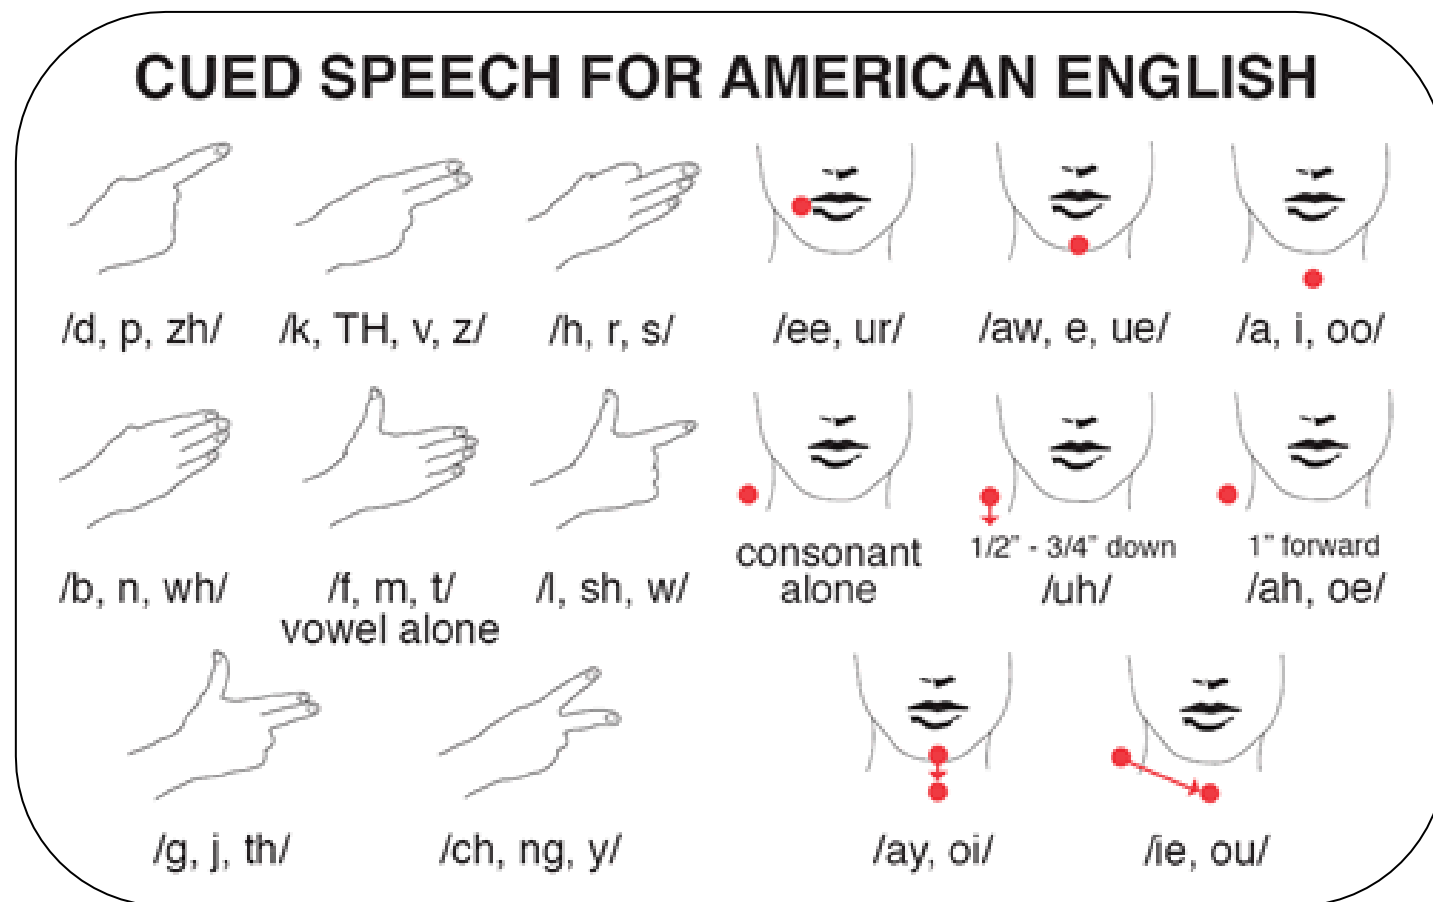 CUED SPEECH FOR AMERICAN ENGLISH
/d, p, zh/
/k, TH, v, z/
/h, r, s/
/ee, ur/
/aw, e, ue/
/a, i, oo/
/b, n, wh/
/f, m, t/
vowel alone
/l, sh, w/
consonant
alone
1/2" - 3/4" down
/uh/
1" forward
/ah, oe/
/g, j, th/
/ch, ng, y/
/ay, oi/
/ie, ou/